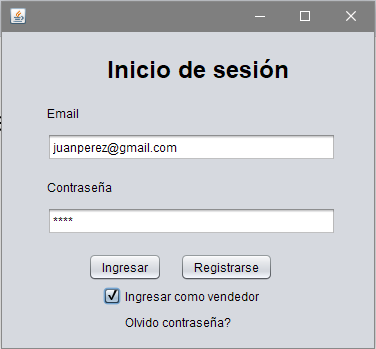 Inicio de sesión
Email
juanperez@gmail.com
Contraseña
****
Ingresar Registrarse
Ingresar como vendedor
Olvido contraseña?